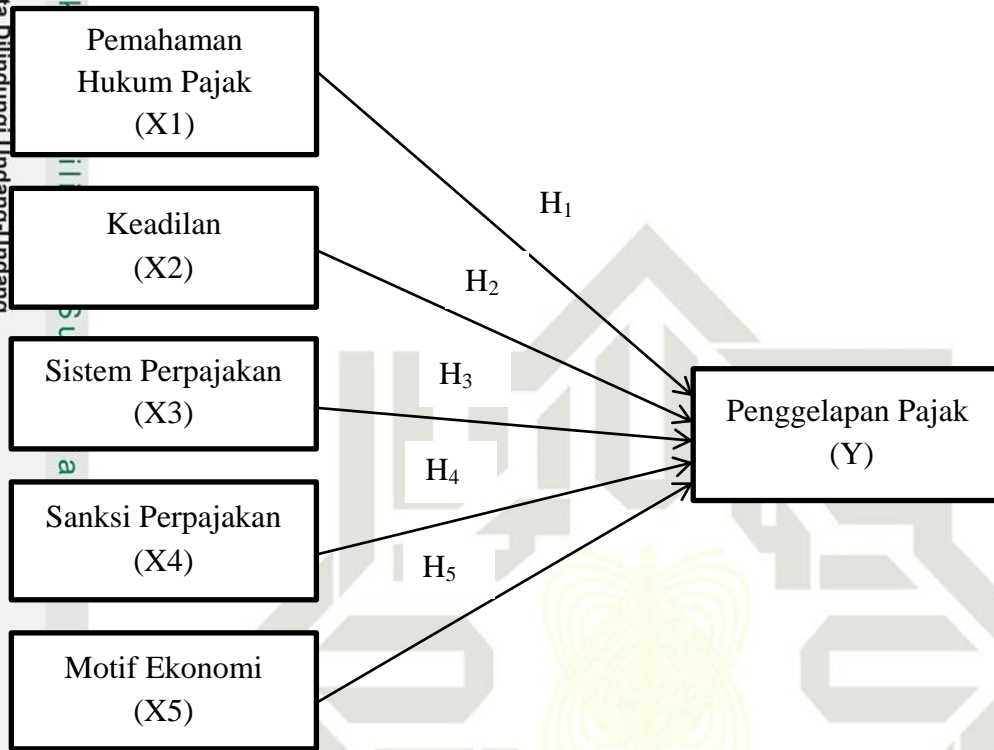 Pemahaman
Hukum Pajak
(X1)
H₁
Keadilan
(X2)
H₂
Sistem Perpajakan
(X3)
H₃
Penggelapan Pajak
(Y)
Sanksi Perpajakan
(X4)
H₄
Motif Ekonomi
(X5)
H₅